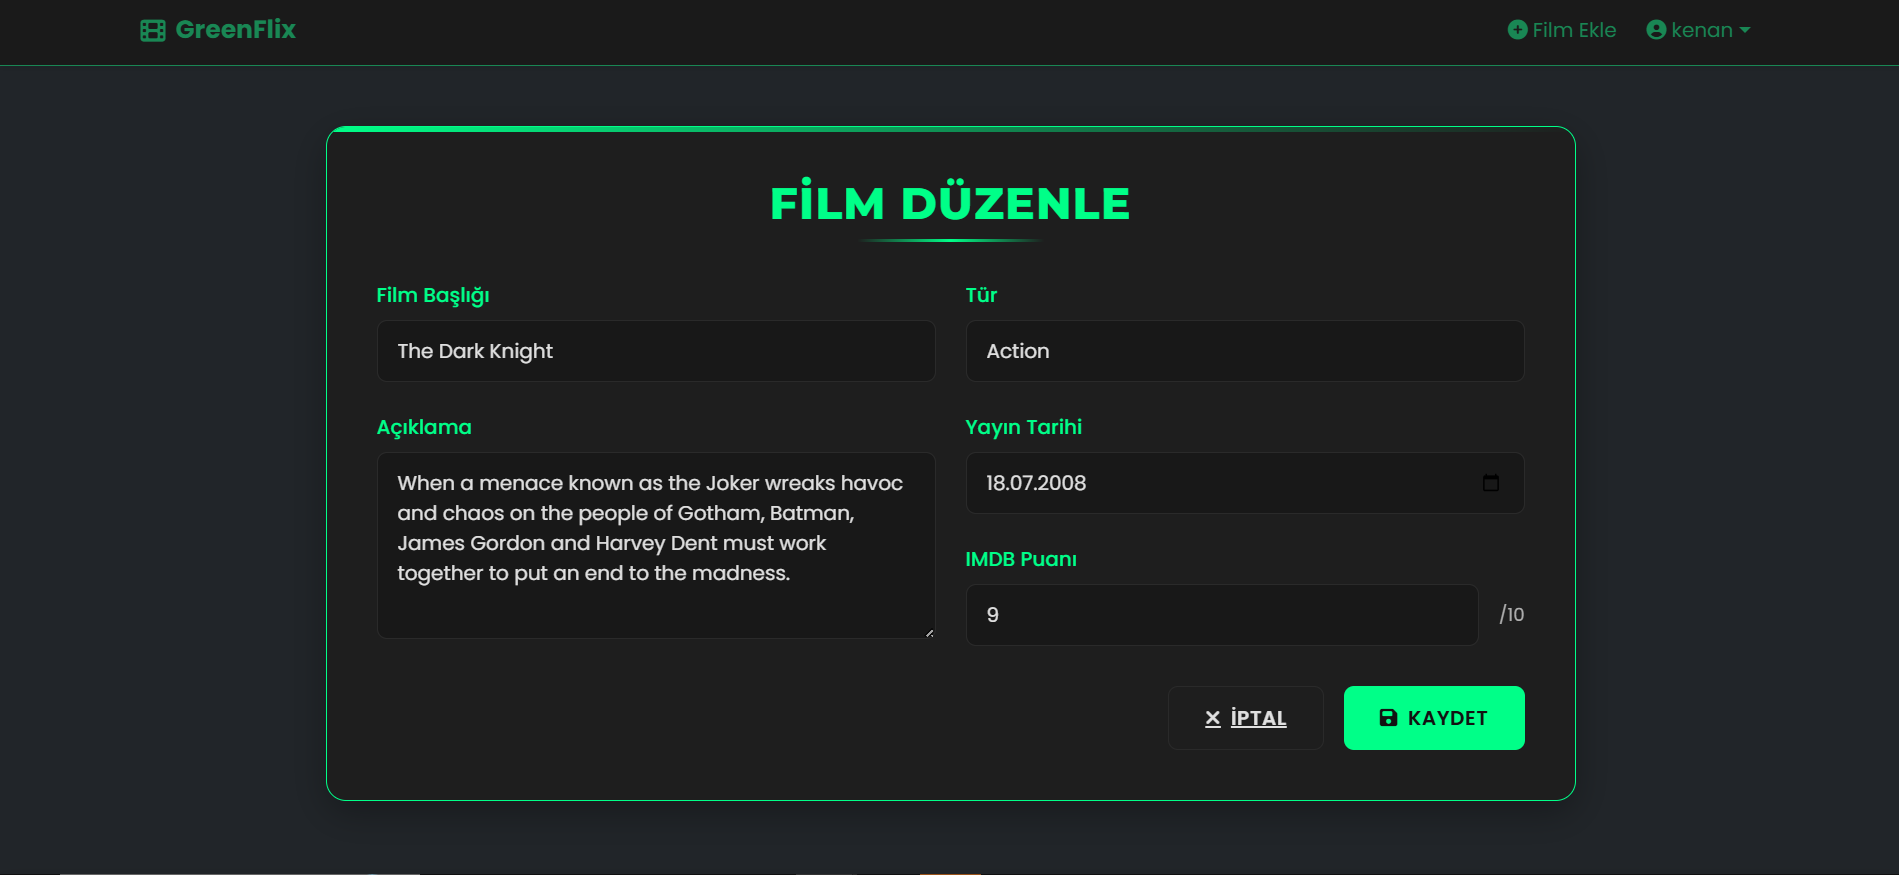 GreenFlix
Film Ekle
kenan
FİLM DÜZENLE
Film Başlığı
The Dark Knight
Tür
Action
Açıklama
When a menace known as the Joker wreaks havoc
and chaos on the people of Gotham, Batman,
James Gordon and Harvey Dent must work
together to put an end to the madness.
Yayın Tarihi
18.07.2008
IMDB Puanı
9
/10
İPTAL
KAYDET